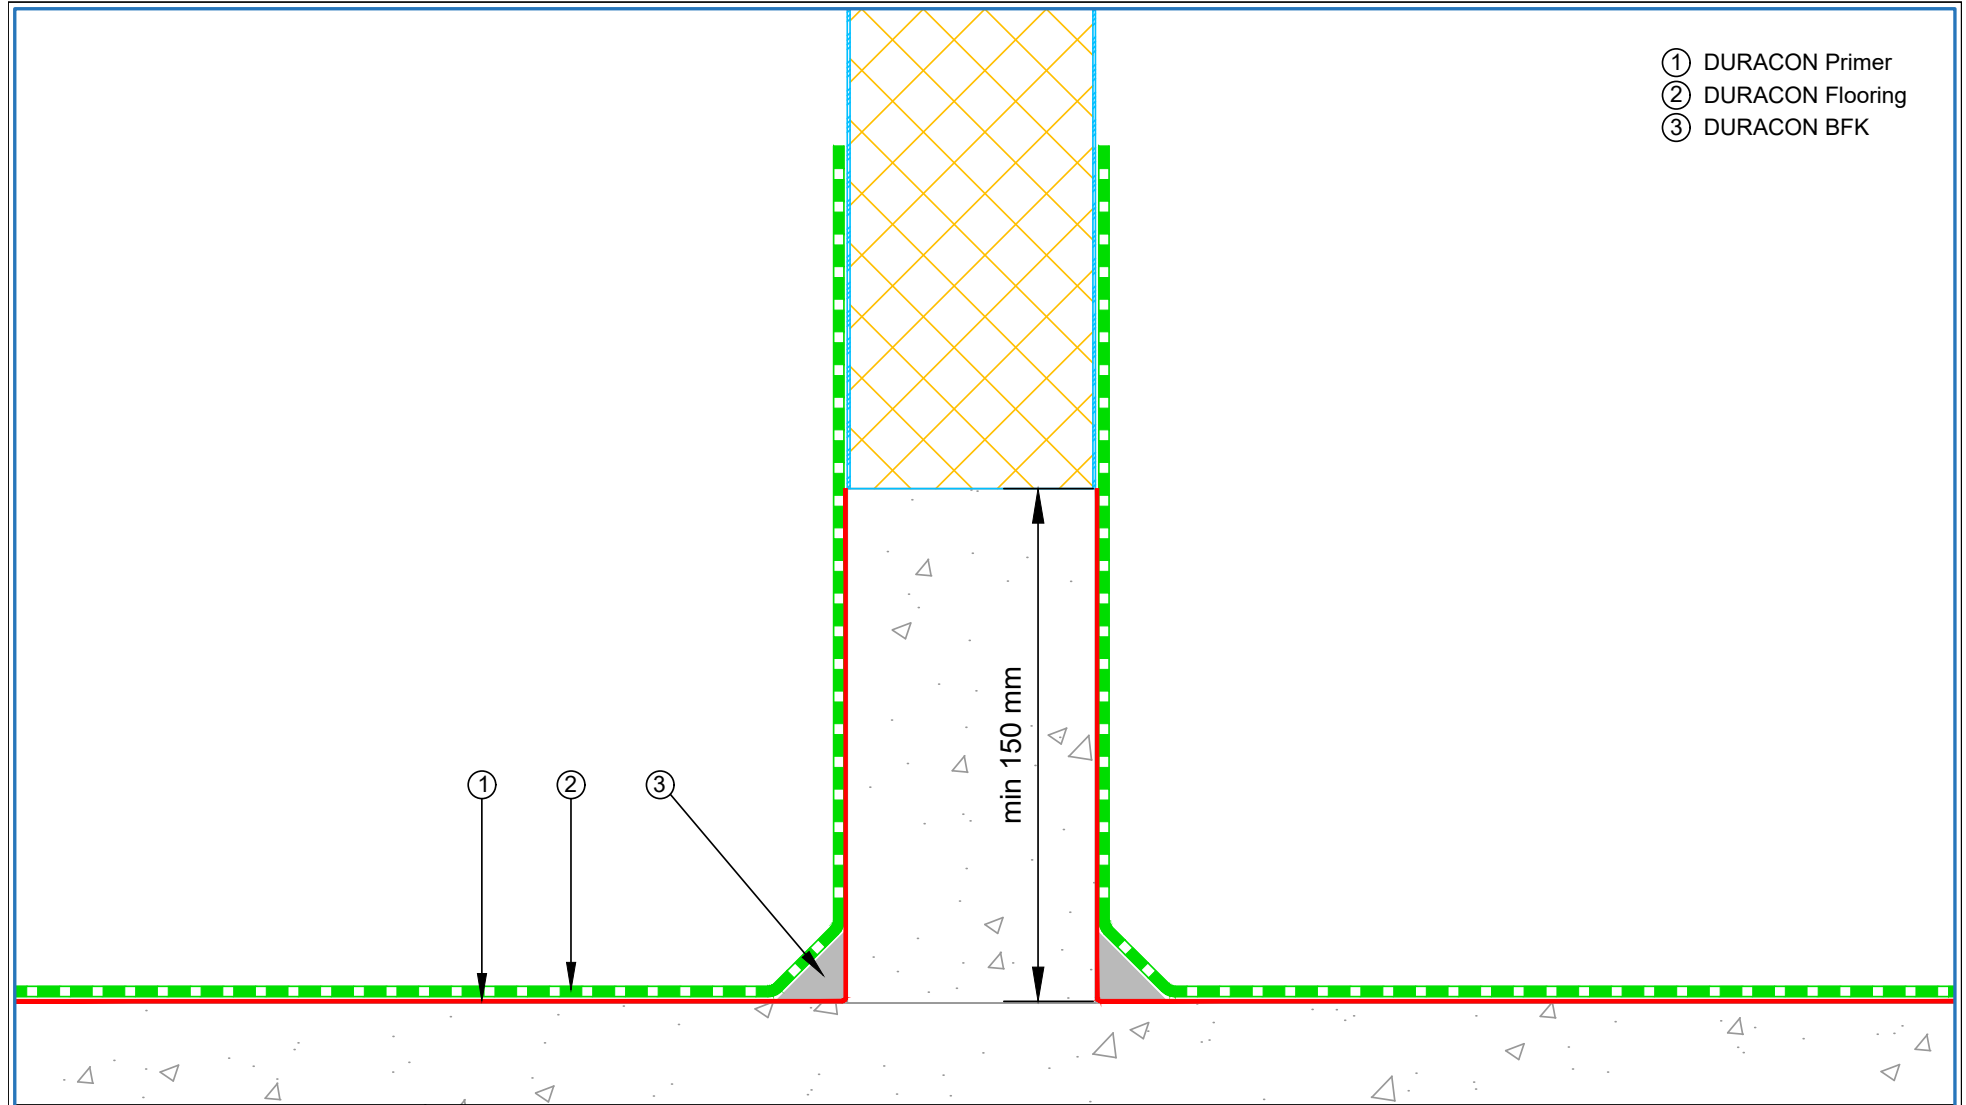 ① DURACON Primer
② DURACON Flooring
③ DURACON BFK
min 150 mm
① ② ③